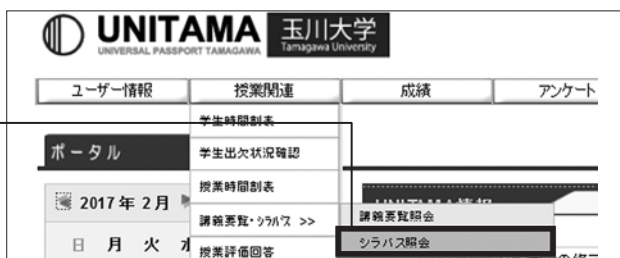 UNITAMA 玉川大学
UNIVERSAL PASSPORT TAMAGAWA Tamagawa University
ユーザー情報 授業関連 成績 アンケート
学生時間割表
ポータル 学生出欠状況確認
授業時間割表
2017年 2月
講義要覧・シラバス >> 講義要覧照会
日 月 火
シラバス照会
授業評価回答